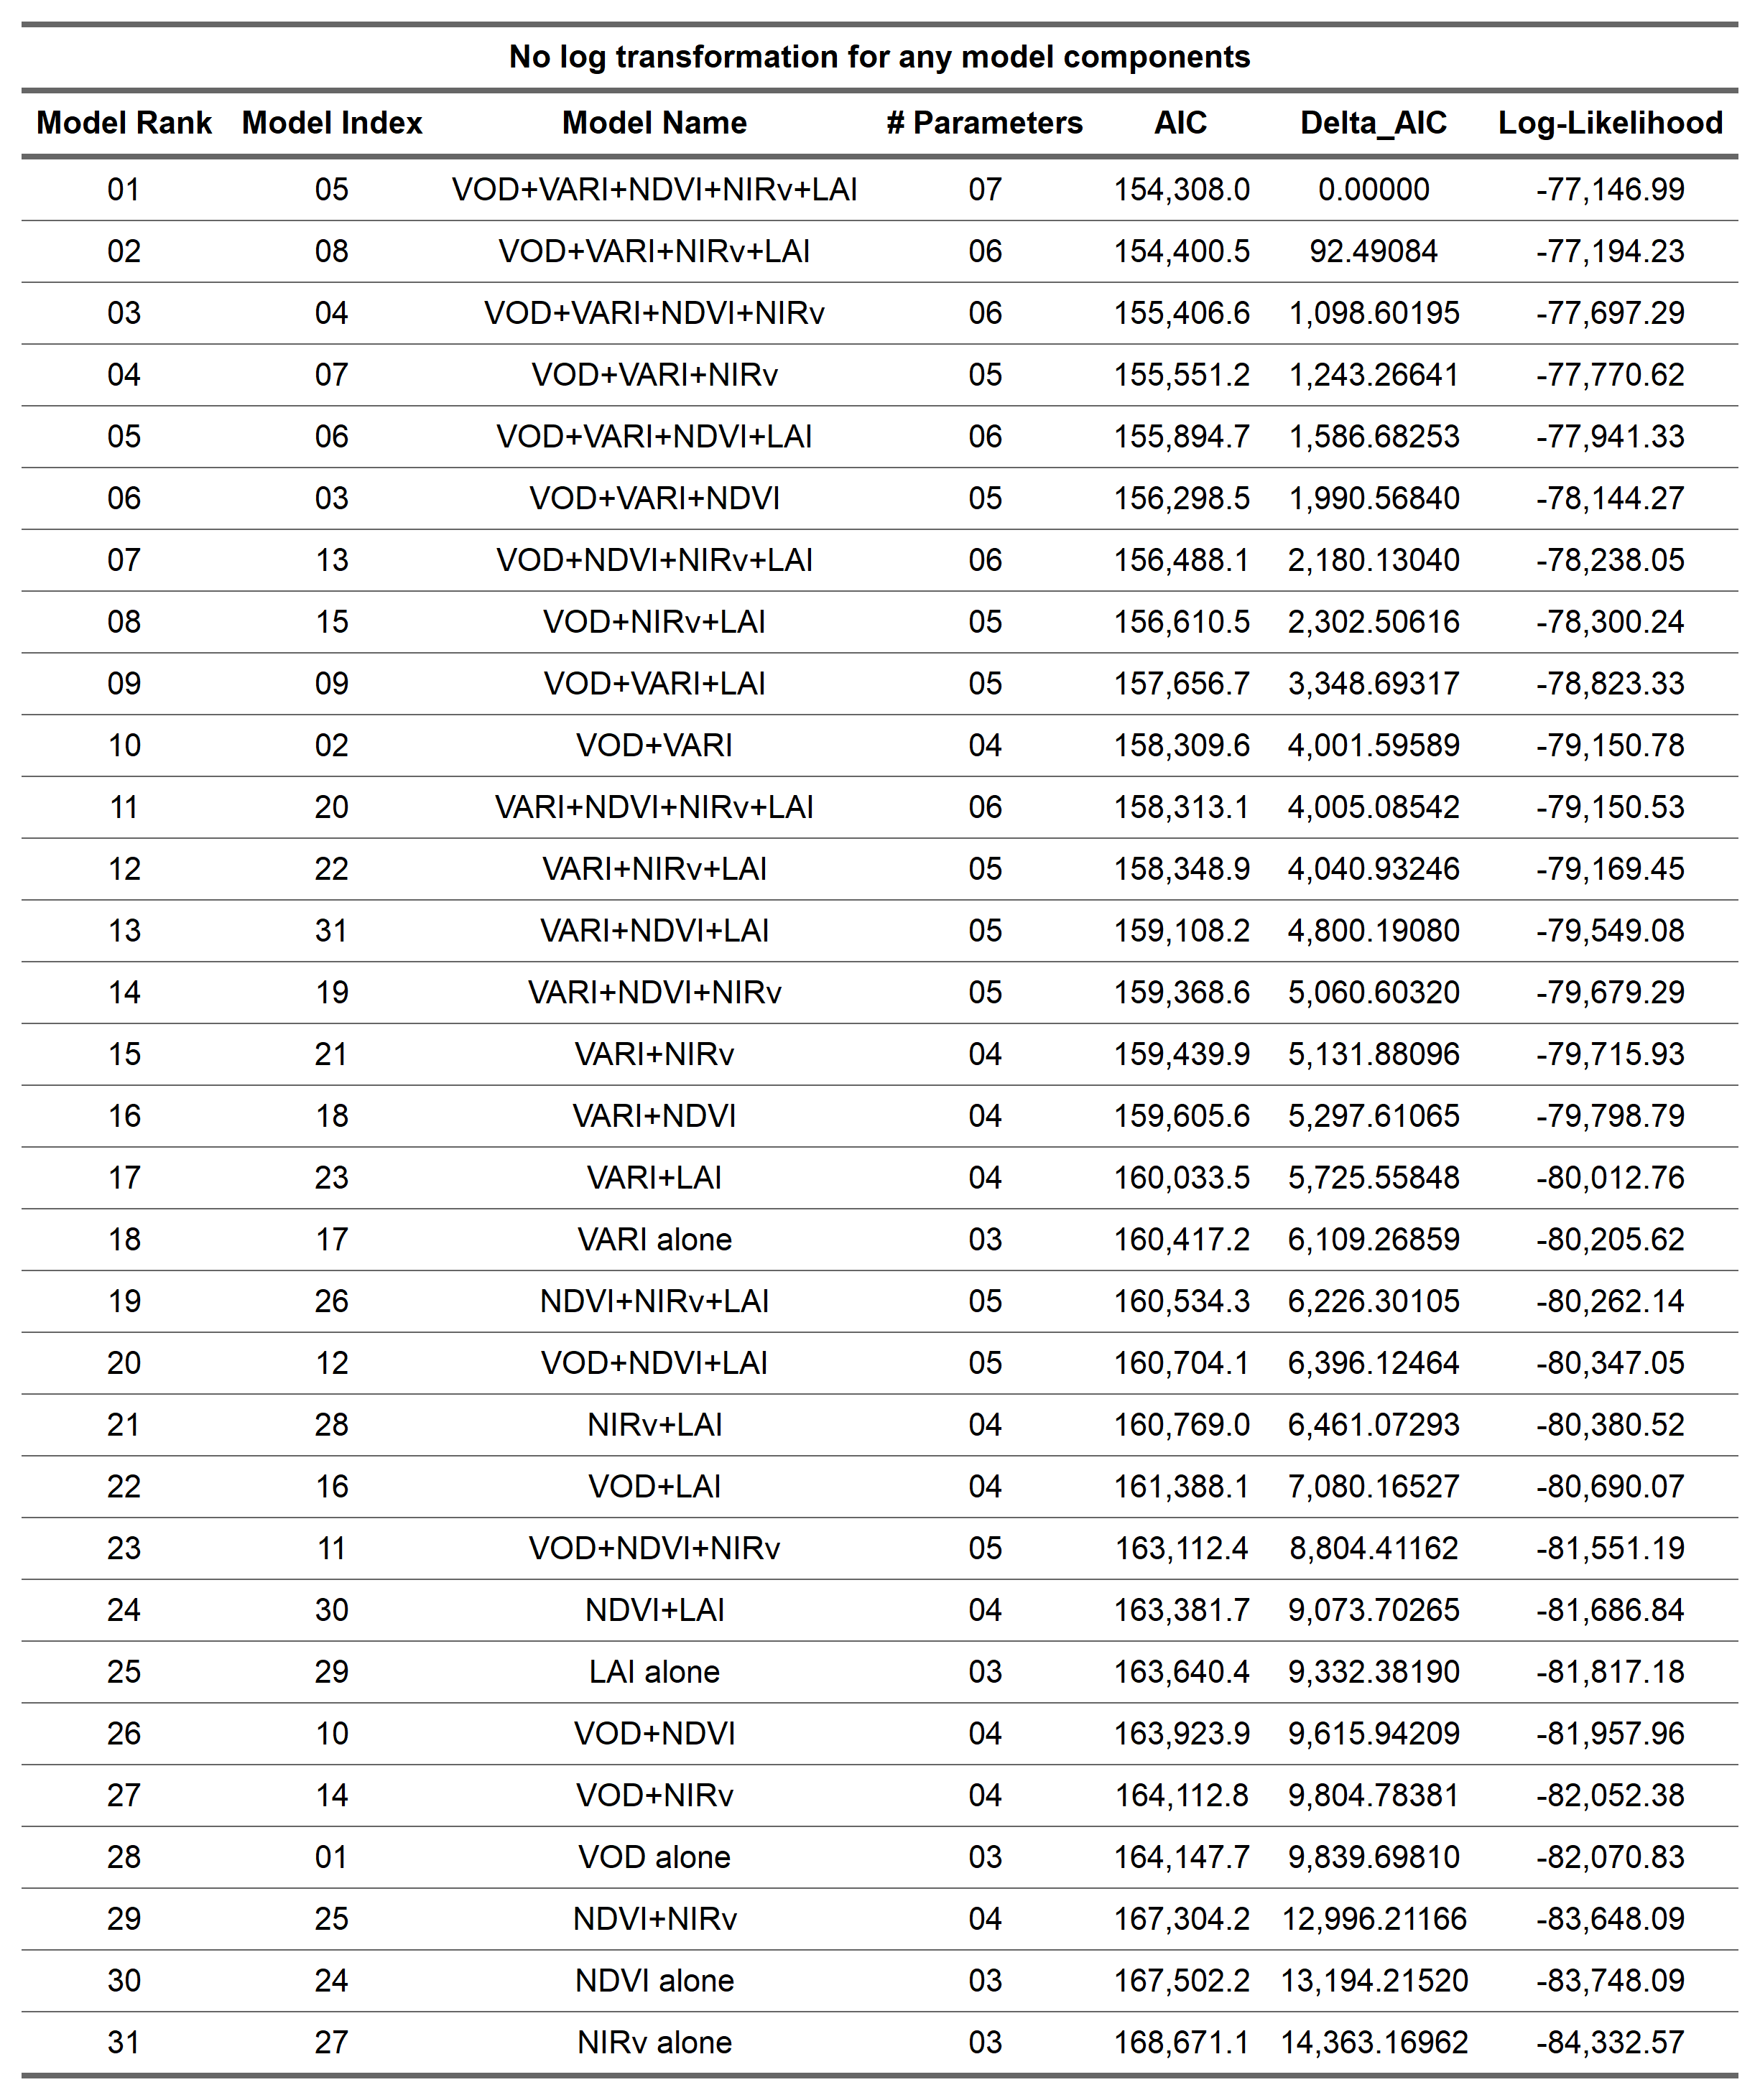 No log transformation for any model components
Model Rank Model Index Model Name # Parameters AIC Delta_AIC Log-Likelihood
01 05 VOD+VARI+NDVI+NIRv+LAI 07 154,308.0 0.00000 -77,146.99
02 08 VOD+VARI+NIRv+LAI 06 154,400.5 92.49084 -77,194.23
03 04 VOD+VARI+NDVI+NIRv 06 155,406.6 1,098.60195 -77,697.29
04 07 VOD+VARI+NIRv 05 155,551.2 1,243.26641 -77,770.62
05 06 VOD+VARI+NDVI+LAI 06 155,894.7 1,586.68253 -77,941.33
06 03 VOD+VARI+NDVI 05 156,298.5 1,990.56840 -78,144.27
07 13 VOD+NDVI+NIRv+LAI 06 156,488.1 2,180.13040 -78,238.05
08 15 VOD+NIRv+LAI 05 156,610.5 2,302.50616 -78,300.24
09 09 VOD+VARI+LAI 05 157,656.7 3,348.69317 -78,823.33
10 02 VOD+VARI 04 158,309.6 4,001.59589 -79,150.78
11 20 VARI+NDVI+NIRv+LAI 06 158,313.1 4,005.08542 -79,150.53
12 22 VARI+NIRv+LAI 05 158,348.9 4,040.93246 -79,169.45
13 31 VARI+NDVI+LAI 05 159,108.2 4,800.19080 -79,549.08
14 19 VARI+NDVI+NIRv 05 159,368.6 5,060.60320 -79,679.29
15 21 VARI+NIRv 04 159,439.9 5,131.88096 -79,715.93
16 18 VARI+NDVI 04 159,605.6 5,297.61065 -79,798.79
17 23 VARI+LAI 04 160,033.5 5,725.55848 -80,012.76
18 17 VARI alone 03 160,417.2 6,109.26859 -80,205.62
19 26 NDVI+NIRv+LAI 05 160,534.3 6,226.30105 -80,262.14
20 12 VOD+NDVI+LAI 05 160,704.1 6,396.12464 -80,347.05
21 28 NIRv+LAI 04 160,769.0 6,461.07293 -80,380.52
22 16 VOD+LAI 04 161,388.1 7,080.16527 -80,690.07
23 11 VOD+NDVI+NIRv 05 163,112.4 8,804.41162 -81,551.19
24 30 NDVI+LAI 04 163,381.7 9,073.70265 -81,686.84
25 29 LAI alone 03 163,640.4 9,332.38190 -81,817.18
26 10 VOD+NDVI 04 163,923.9 9,615.94209 -81,957.96
27 14 VOD+NIRv 04 164,112.8 9,804.78381 -82,052.38
28 01 VOD alone 03 164,147.7 9,839.69810 -82,070.83
29 25 NDVI+NIRv 04 167,304.2 12,996.21166 -83,648.09
30 24 NDVI alone 03 167,502.2 13,194.21520 -83,748.09
31 27 NIRv alone 03 168,671.1 14,363.16962 -84,332.57